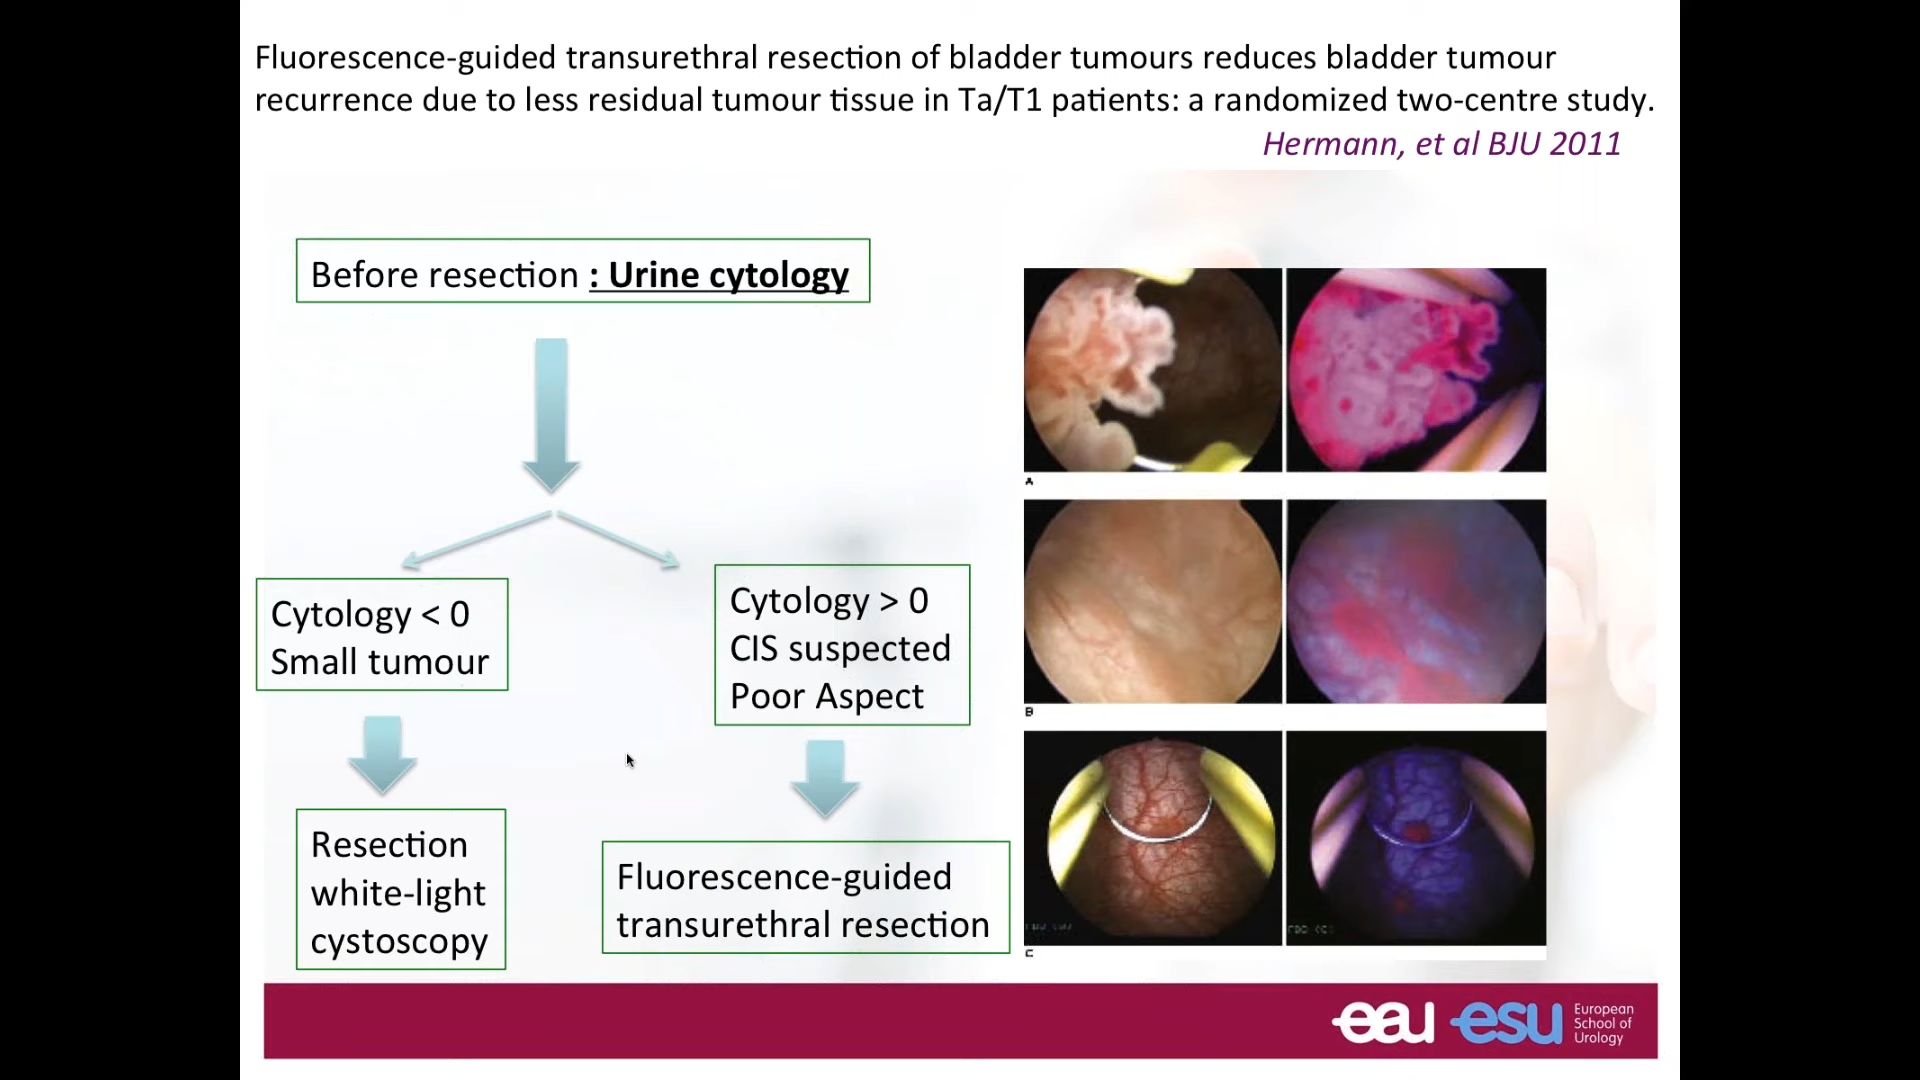 Fluorescence-guided transurethral resection of bladder tumours reduces bladder tumour
recurrence due to less residual tumour tissue in Ta/T1 patients: a randomized two-centre study.
Hermann, et al BJU 2011
Before resection : Urine cytology
Cytology < 0
Small tumour
Cytology > 0
CIS suspected
Poor Aspect
Resection
white-light
cystoscopy
Fluorescence-guided
transurethral resection
A
B
C
eau esu
European
School of
Urology